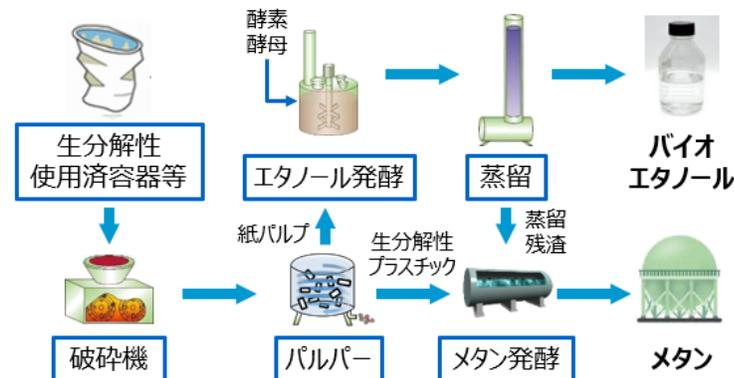 酵素
酵母
生分解性
使用済容器等
エタノール発酵
蒸留
バイオ
エタノール
紙パルプ
生分解性
プラスチック
蒸留
残渣
破砕機
パルパー
メタン発酵
メタン